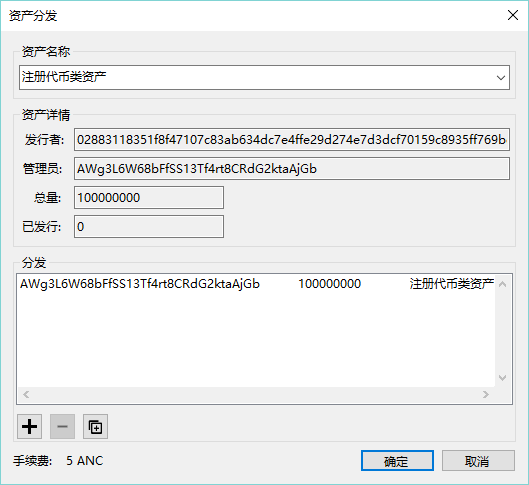 资产分发
资产名称
注册代币类资产
资产详情
发行者: 02883118351f8f47107c83ab634dc7e4ffe29d274e7d3dcf70159c8935ff769b
管理员: AWg3L6W68bFfSS13Tf4rt8CRdG2ktaAjGb
总量: 100000000
已发行: 0
分发
AWg3L6W68bFfSS13Tf4rt8CRdG2ktaAjGb 100000000 注册代币类资产
手续费: 5 ANC 确定 取消